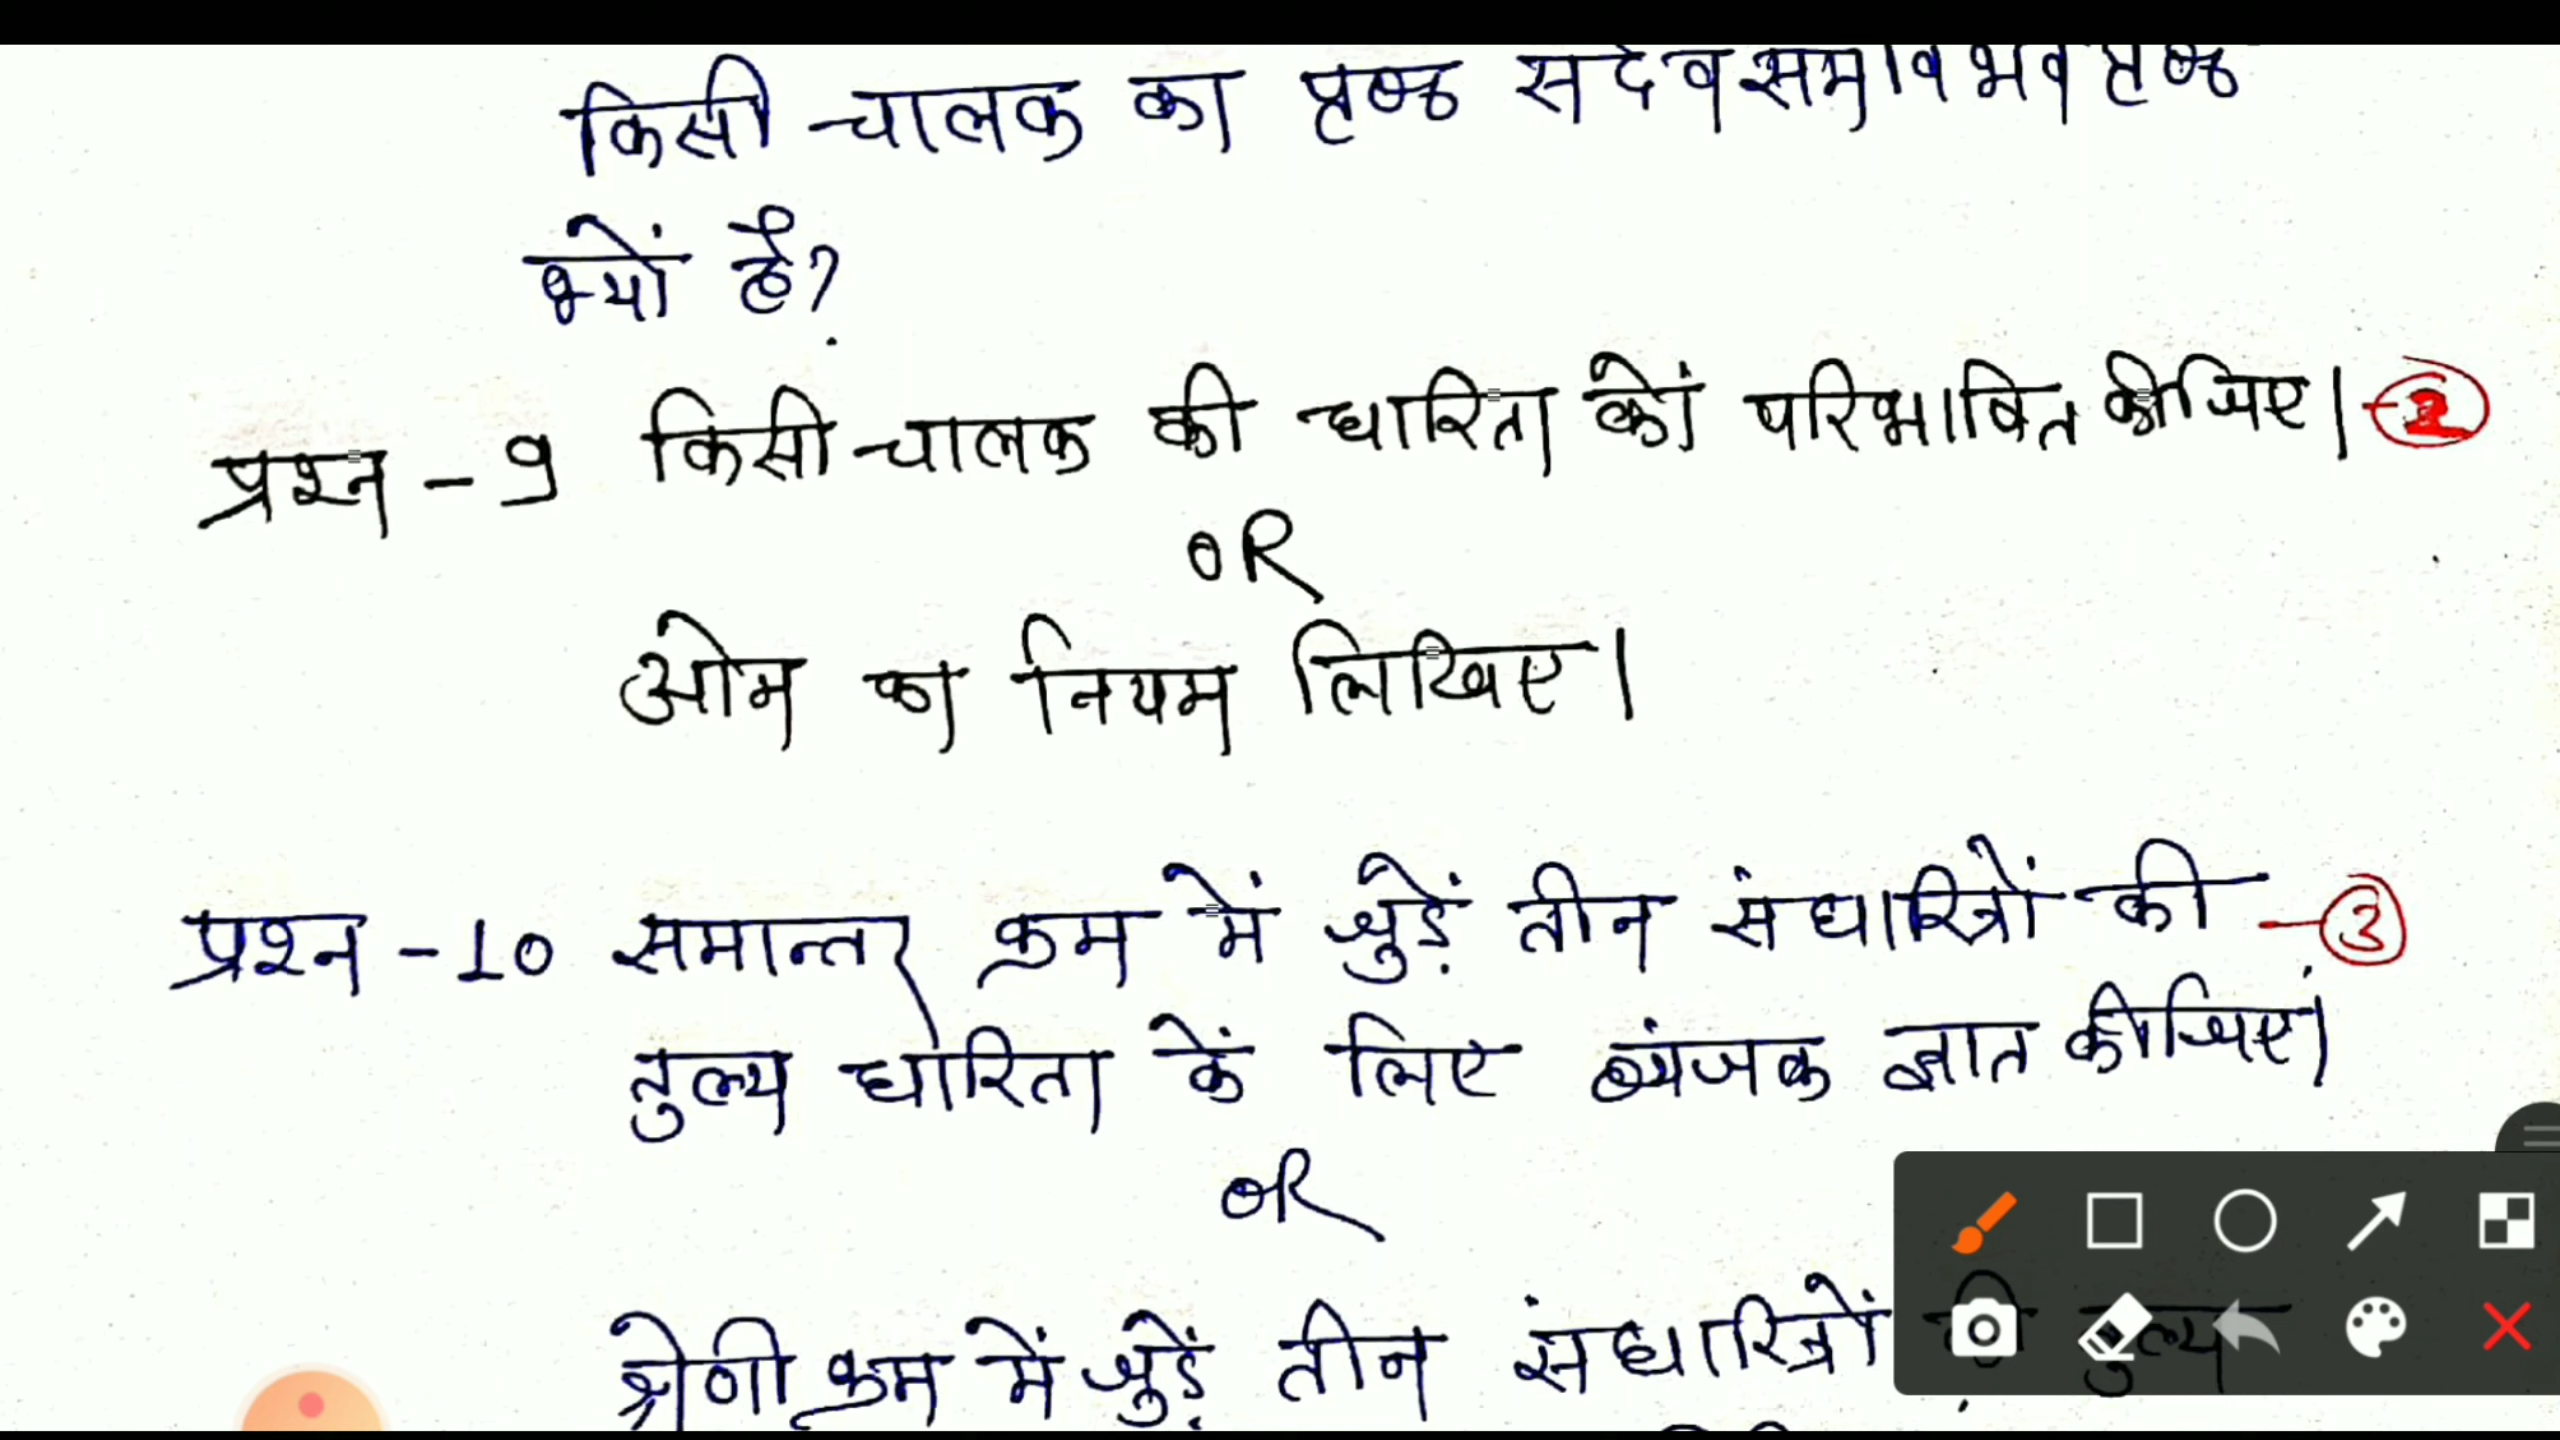 किसी चालक का पृष्ठ सदैव समविभव पृष्ठ
क्यों है?
प्रश्न - 9 किसी चालक की धारिता कों परिभाषित कीजिए। - 2
OR
ओम का नियम लिखिए।
प्रश्न - 10 समान्तर क्रम में जुड़ें तीन संधारित्रों की - 3
तुल्य धारिता कें लिए व्यंजक ज्ञात कीजिए।
OR
श्रेणी क्रम में जुड़ें तीन संधारित्रों की तुल्य